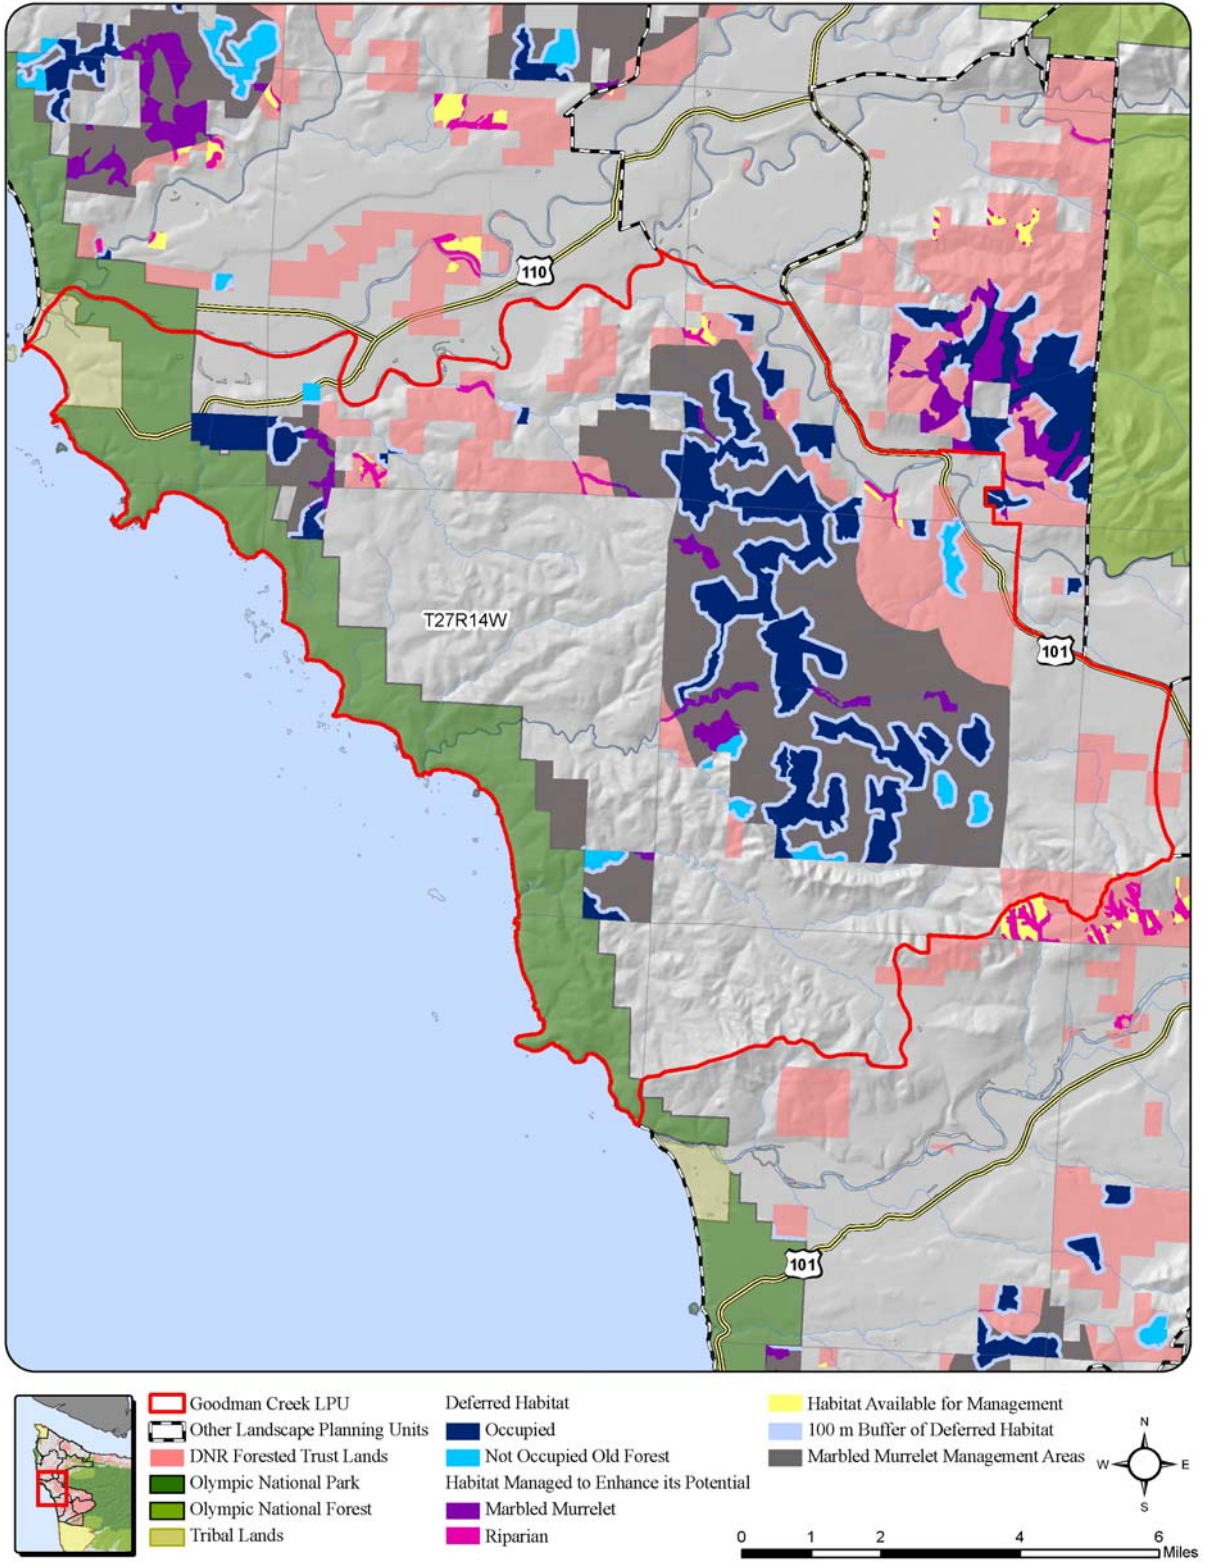 110
T27R14W
101
101
Goodman Creek LPU
Other Landscape Planning Units
DNR Forested Trust Lands
Olympic National Park
Olympic National Forest
Tribal Lands
Deferred Habitat
Occupied
Not Occupied Old Forest
Habitat Managed to Enhance its Potential
Marbled Murrelet
Riparian
Habitat Available for Management
100 m Buffer of Deferred Habitat
Marbled Murrelet Management Areas
N
W E
S
0 1 2 4 6
Miles